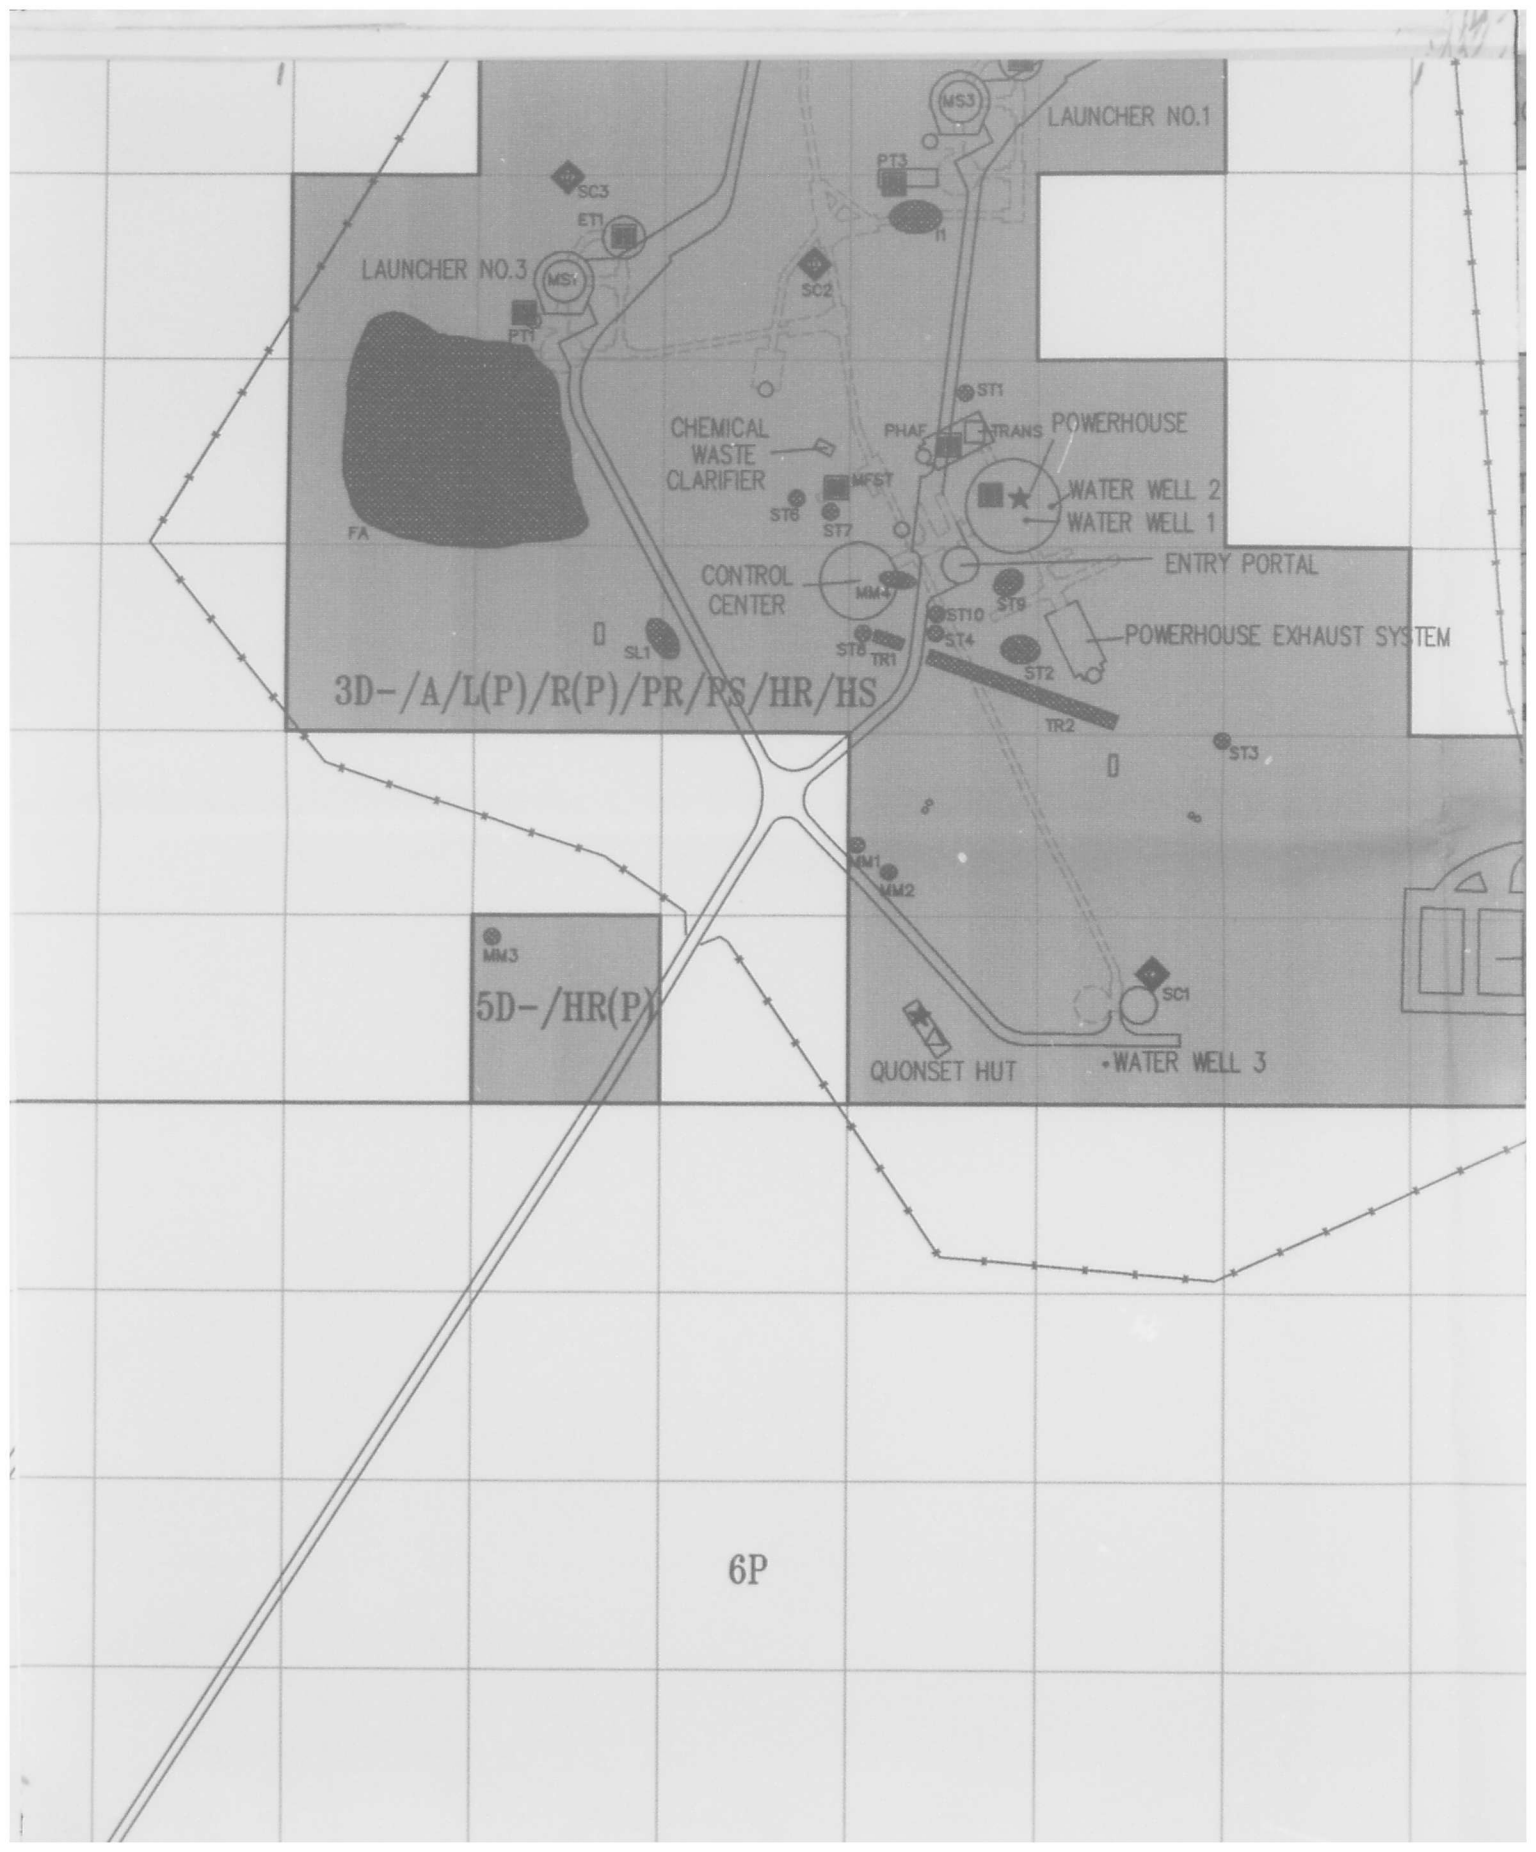 MS3
LAUNCHER NO.1
PT3
SC3
ET1
I1
LAUNCHER NO.3
MS1
SC2
PT1
ST1
CHEMICAL
WASTE
CLARIFIER
PHAF
TRANS
POWERHOUSE
MFST
ST6
ST7
WATER WELL 2
WATER WELL 1
FA
CONTROL
CENTER
MM4
ENTRY PORTAL
ST9
ST10
ST4
ST8
TR1
SL1
ST2
POWERHOUSE EXHAUST SYSTEM
3D-/A/L(P)/R(P)/PR/PS/HR/HS
TR2
ST3
MM1
MM2
MM3
5D-/HR(P)
SC1
QUONSET HUT
WATER WELL 3
6P